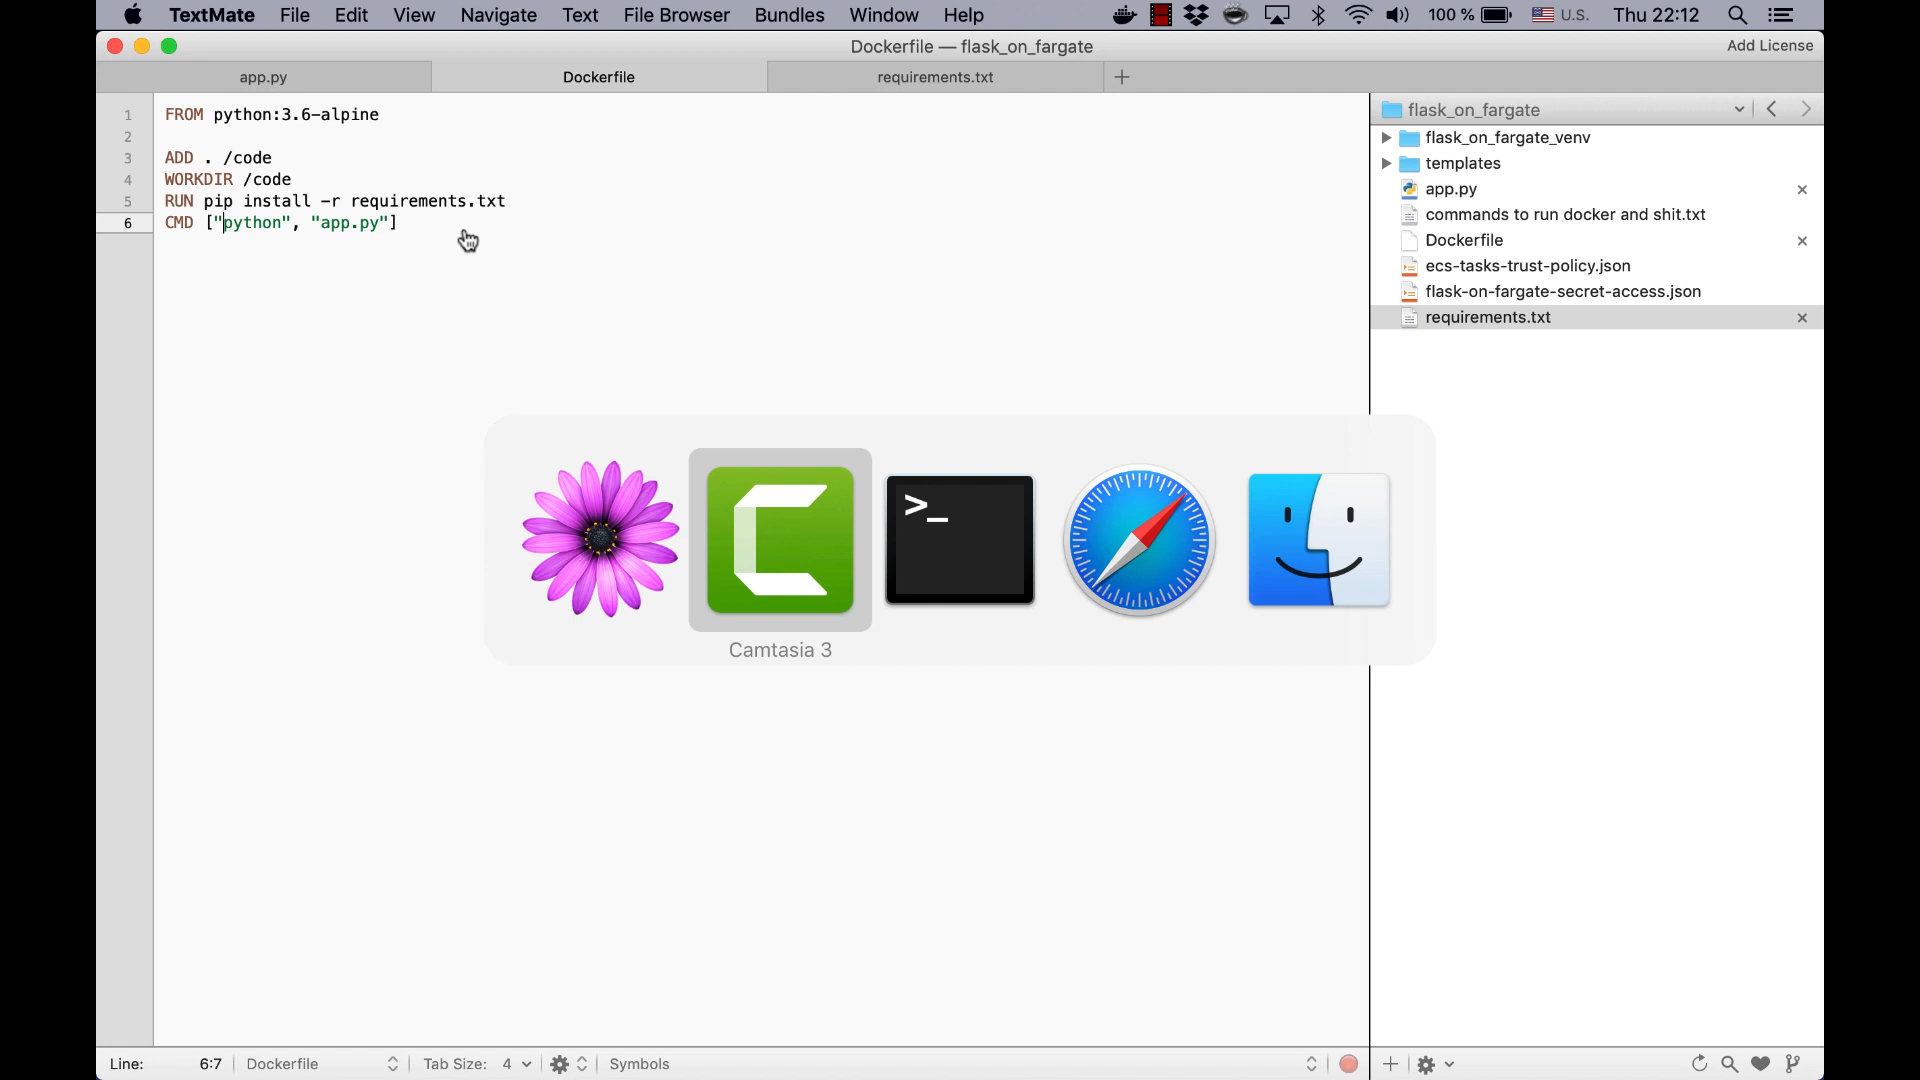 TextMate File Edit View Navigate Text File Browser Bundles Window Help 100 % U.S. Thu 22:12
Dockerfile — flask_on_fargate Add License
app.py Dockerfile requirements.txt
1 FROM python:3.6-alpine
2
3 ADD . /code
4 WORKDIR /code
5 RUN pip install -r requirements.txt
6 CMD ["python", "app.py"]
flask_on_fargate
flask_on_fargate_venv
templates
app.py
commands to run docker and shit.txt
Dockerfile
ecs-tasks-trust-policy.json
flask-on-fargate-secret-access.json
requirements.txt
>_
Camtasia 3
Line: 6:7 Dockerfile Tab Size: 4 Symbols